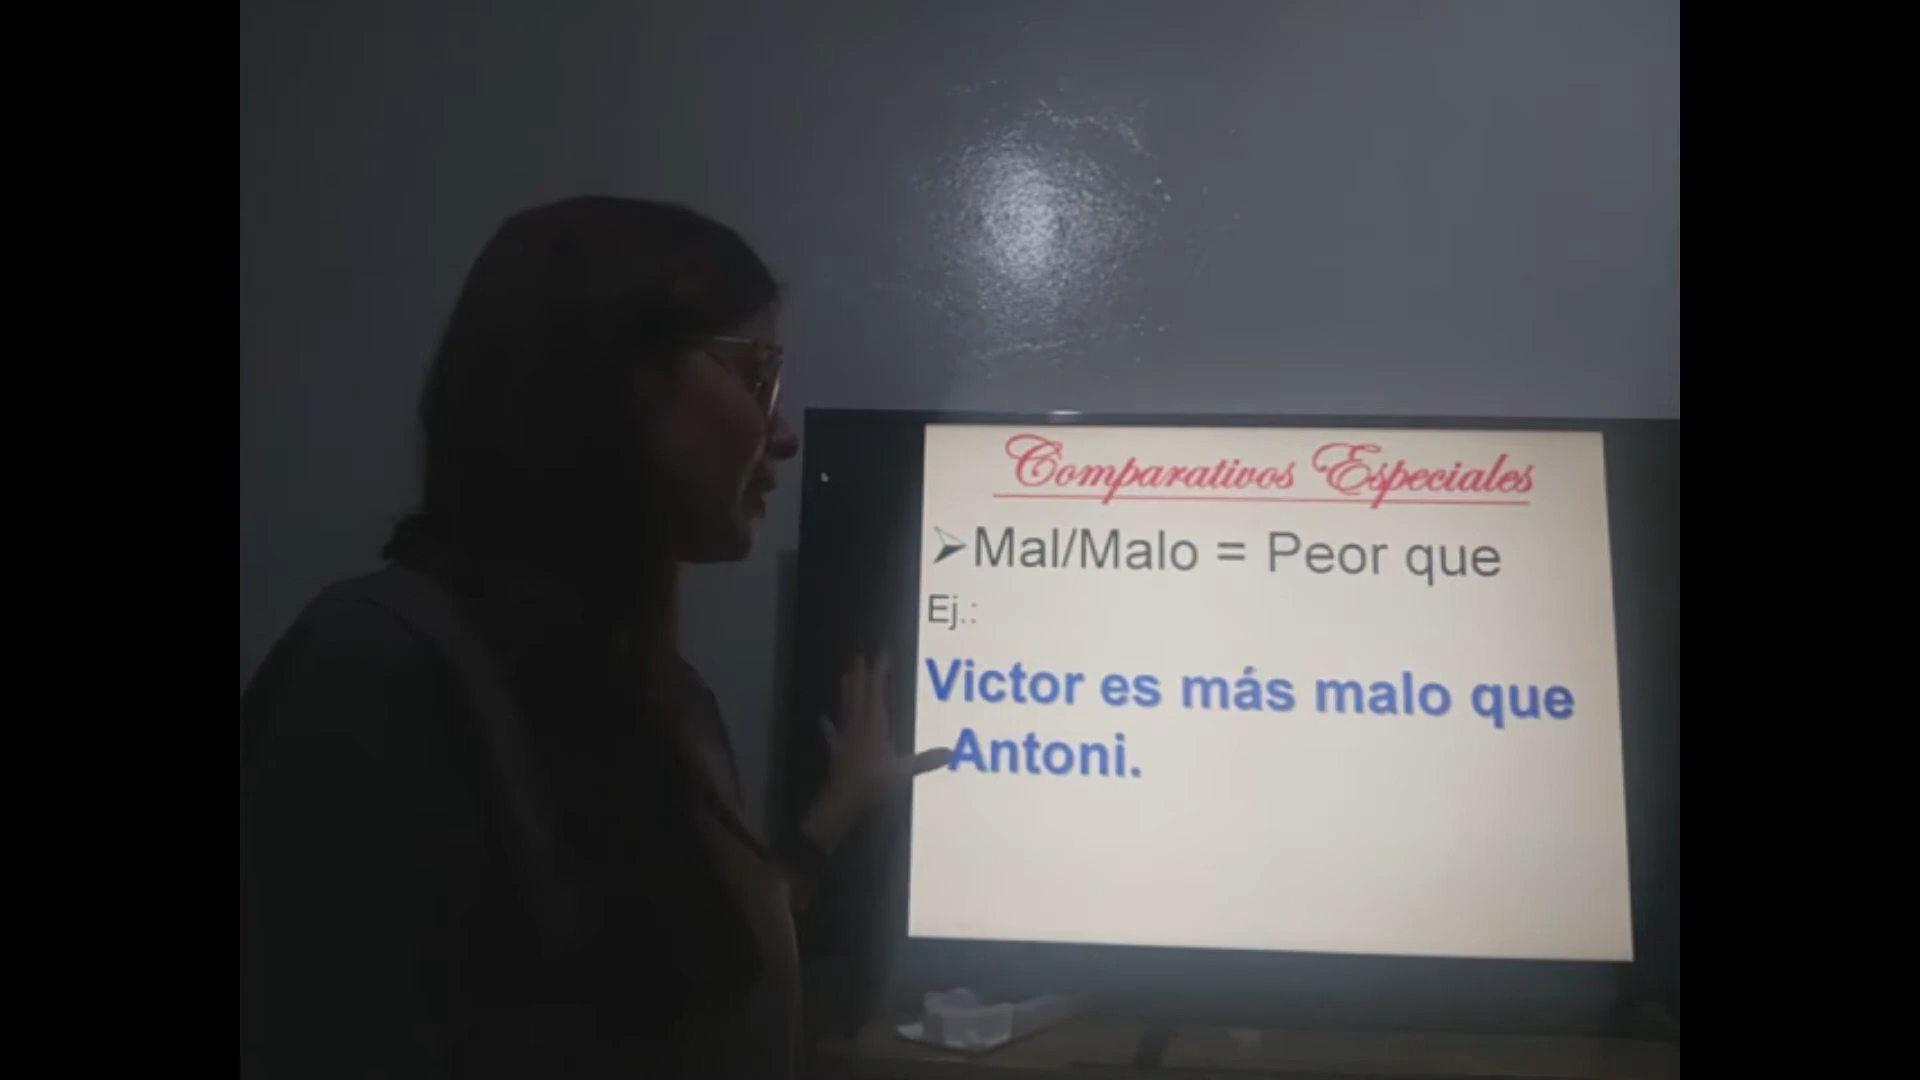 Comparativos Especiales
➢Mal/Malo = Peor que
Ej.:
Victor es más malo que
Antoni.